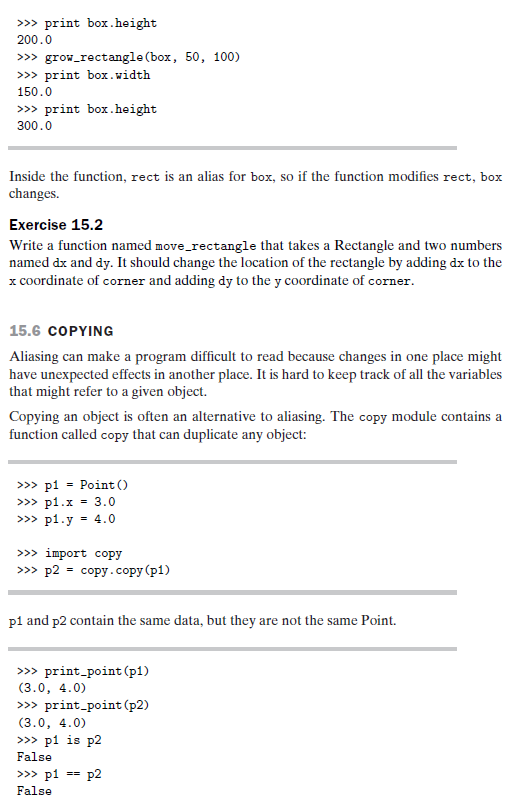 >>> print box.height
200.0
>>> grow_rectangle(box, 50, 100)
>>> print box.width
150.0
>>> print box.height
300.0
Inside the function, rect is an alias for box, so if the function modifies rect, box
changes.
Exercise 15.2
Write a function named move_rectangle that takes a Rectangle and two numbers
named dx and dy. It should change the location of the rectangle by adding dx to the
x coordinate of corner and adding dy to the y coordinate of corner.
15.6 COPYING
Aliasing can make a program difficult to read because changes in one place might
have unexpected effects in another place. It is hard to keep track of all the variables
that might refer to a given object.
Copying an object is often an alternative to aliasing. The copy module contains a
function called copy that can duplicate any object:
>>> p1 = Point()
>>> p1.x = 3.0
>>> p1.y = 4.0
>>> import copy
>>> p2 = copy.copy(p1)
p1 and p2 contain the same data, but they are not the same Point.
>>> print_point(p1)
(3.0, 4.0)
>>> print_point(p2)
(3.0, 4.0)
>>> p1 is p2
False
>>> p1 == p2
False